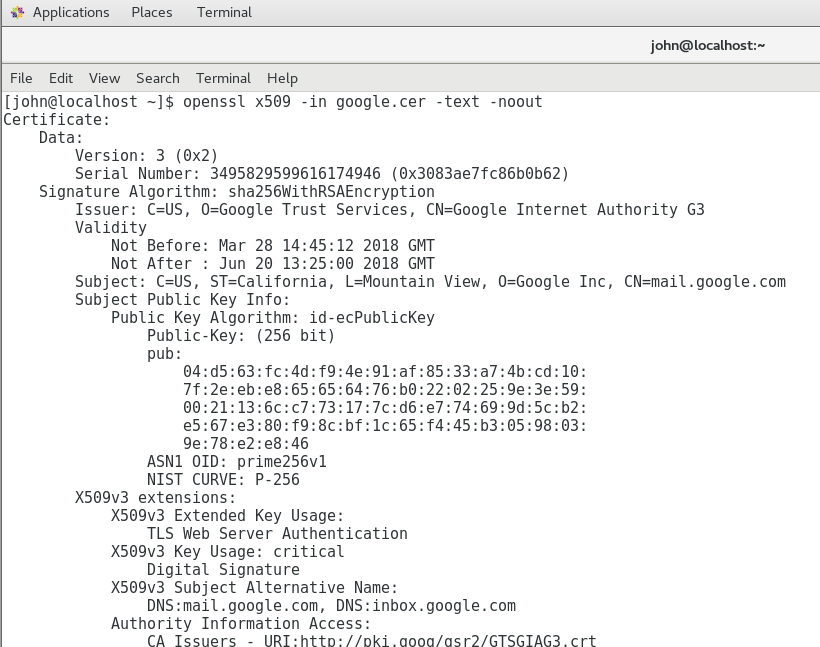 Applications Places Terminal
john@localhost:~
File Edit View Search Terminal Help
[john@localhost ~]$ openssl x509 -in google.cer -text -noout
Certificate:
    Data:
        Version: 3 (0x2)
        Serial Number: 3495829599616174946 (0x3083ae7fc86b0b62)
    Signature Algorithm: sha256WithRSAEncryption
        Issuer: C=US, O=Google Trust Services, CN=Google Internet Authority G3
        Validity
            Not Before: Mar 28 14:45:12 2018 GMT
            Not After : Jun 20 13:25:00 2018 GMT
        Subject: C=US, ST=California, L=Mountain View, O=Google Inc, CN=mail.google.com
        Subject Public Key Info:
            Public Key Algorithm: id-ecPublicKey
                Public-Key: (256 bit)
                pub:
                    04:d5:63:fc:4d:f9:4e:91:af:85:33:a7:4b:cd:10:
                    7f:2e:eb:e8:65:65:64:76:b0:22:02:25:9e:3e:59:
                    00:21:13:6c:c7:73:17:7c:d6:e7:74:69:9d:5c:b2:
                    e5:67:e3:80:f9:8c:bf:1c:65:f4:45:b3:05:98:03:
                    9e:78:e2:e8:46
                ASN1 OID: prime256v1
                NIST CURVE: P-256
        X509v3 extensions:
            X509v3 Extended Key Usage:
                TLS Web Server Authentication
            X509v3 Key Usage: critical
                Digital Signature
            X509v3 Subject Alternative Name:
                DNS:mail.google.com, DNS:inbox.google.com
            Authority Information Access:
                CA Issuers - URI:http://pki.goog/gsr2/GTSGIAG3.crt